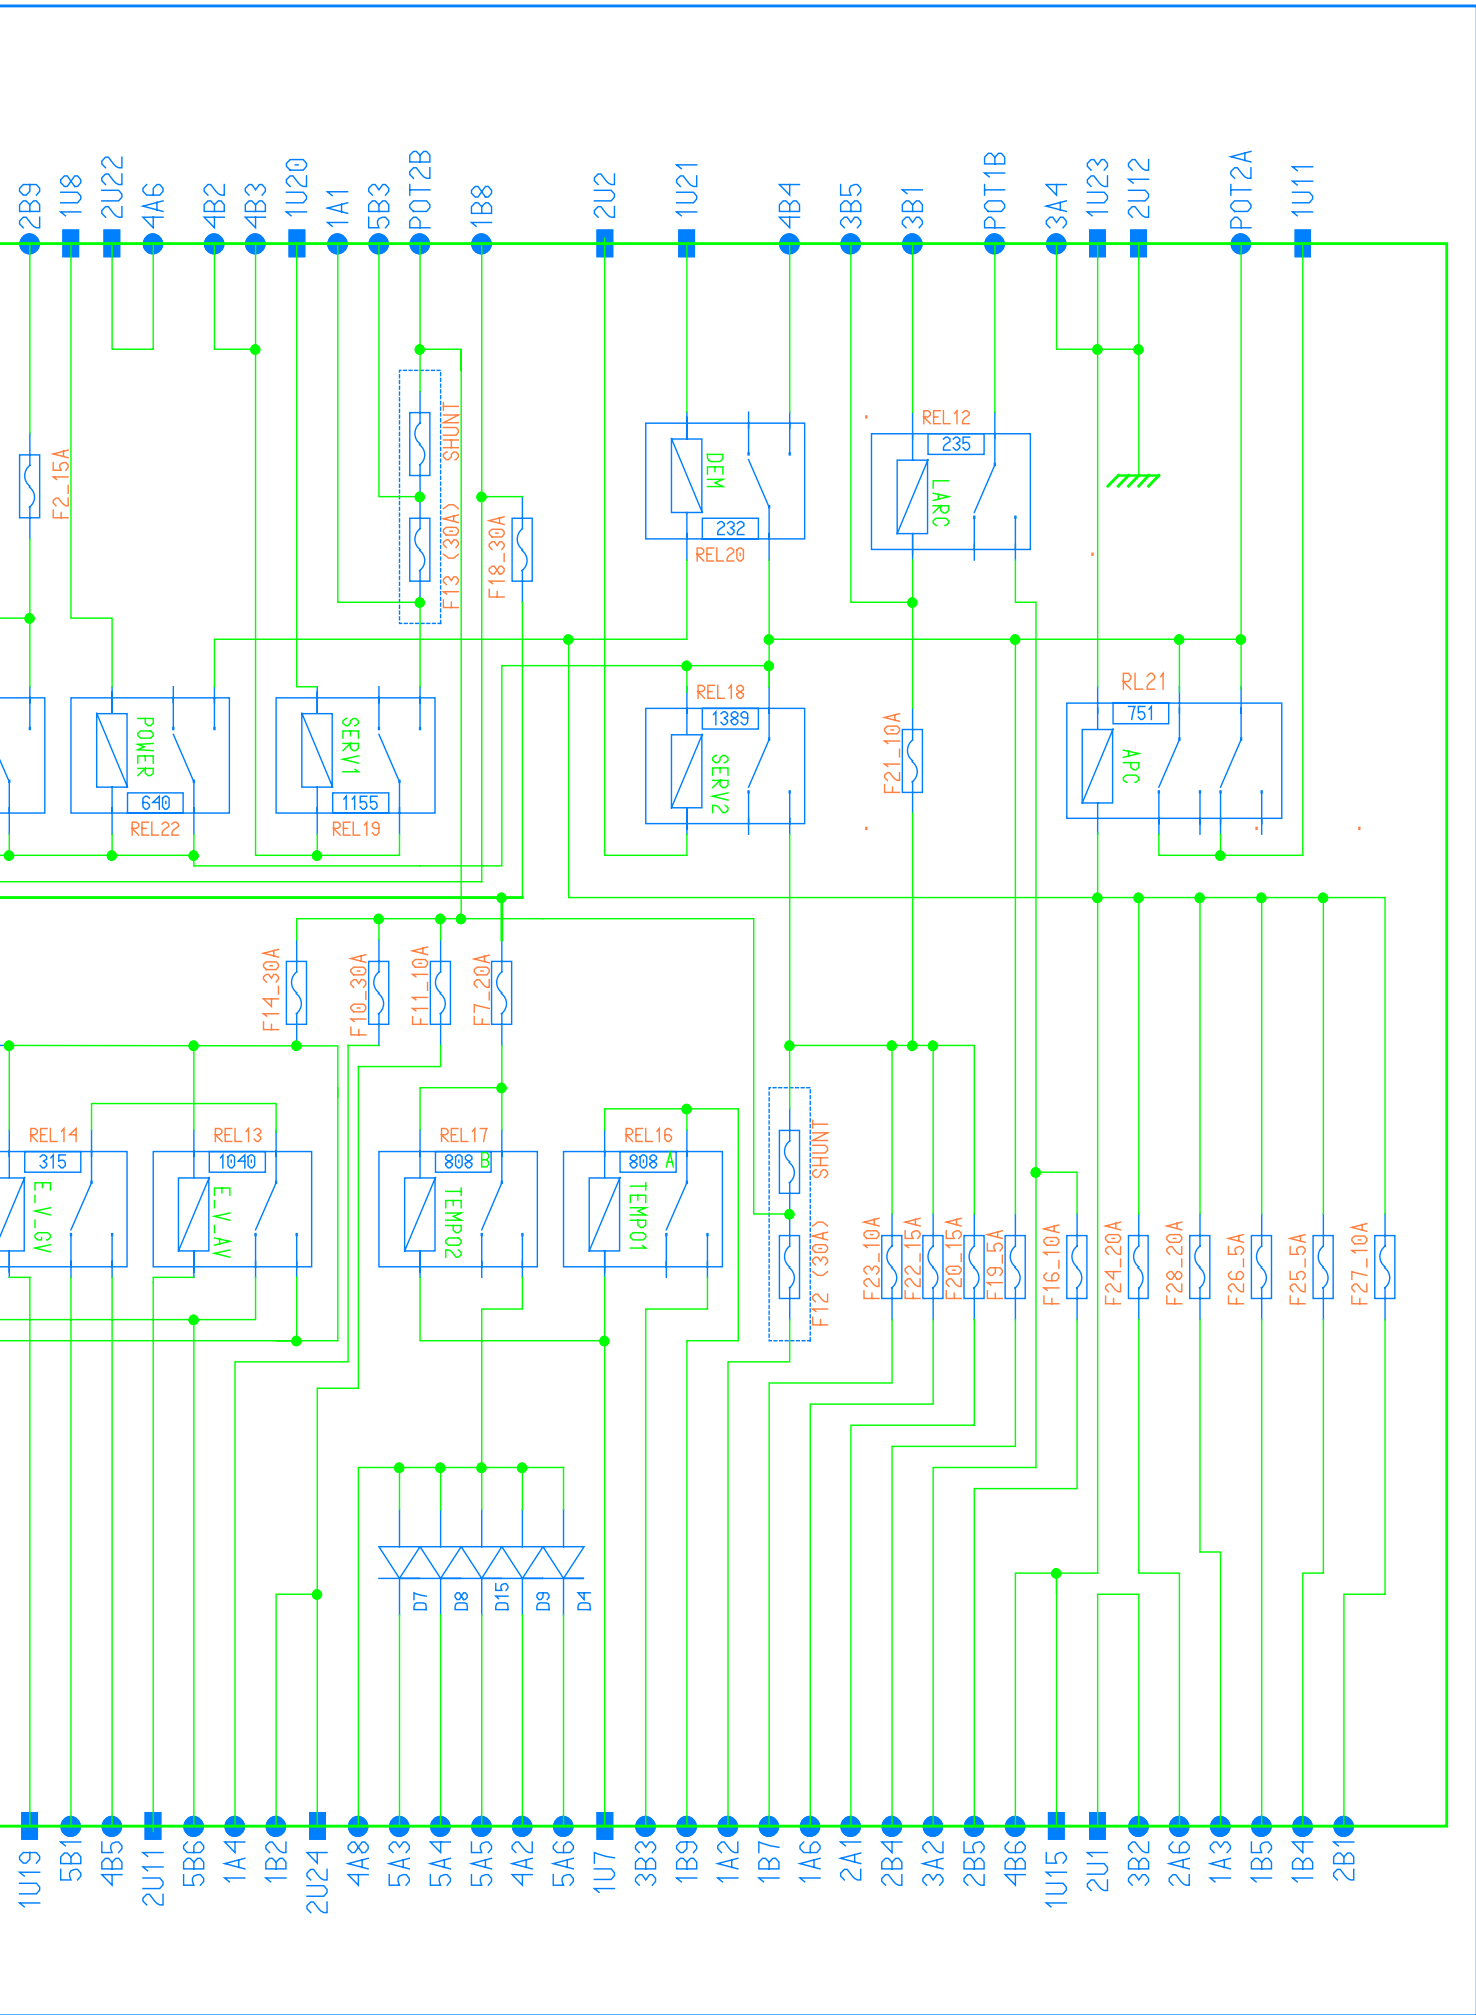 2B9
1U8
2U22
4A6
4B2
4B3
1U20
1A1
5B3
POT2B
1B8
2U2
1U21
4B4
3B5
3B1
POT1B
3A4
1U23
2U12
POT2A
1U11
F2_15A
SHUNT
F13 (30A)
F18_30A
DEM
232
REL20
REL12
235
LARC
POWER
640
REL22
SERV1
1155
REL19
REL18
1389
SERV2
F21_10A
RL21
751
APC
F14_30A
F10_30A
F11_10A
F7_20A
REL14
315
E_V_GV
REL13
1040
E_V_AV
REL17
808 B
TEMPO2
REL16
808 A
TEMPO1
SHUNT
F12 (30A)
F23_10A
F22_15A
F20_15A
F19_5A
F16_10A
F24_20A
F28_20A
F26_5A
F25_5A
F27_10A
D7
D8
D15
D9
D4
1U19
5B1
4B5
2U11
5B6
1A4
1B2
2U24
4A8
5A3
5A4
5A5
4A2
5A6
1U7
3B3
1B9
1A2
1B7
1A6
2A1
2B4
3A2
2B5
4B6
1U15
2U1
3B2
2A6
1A3
1B5
1B4
2B1